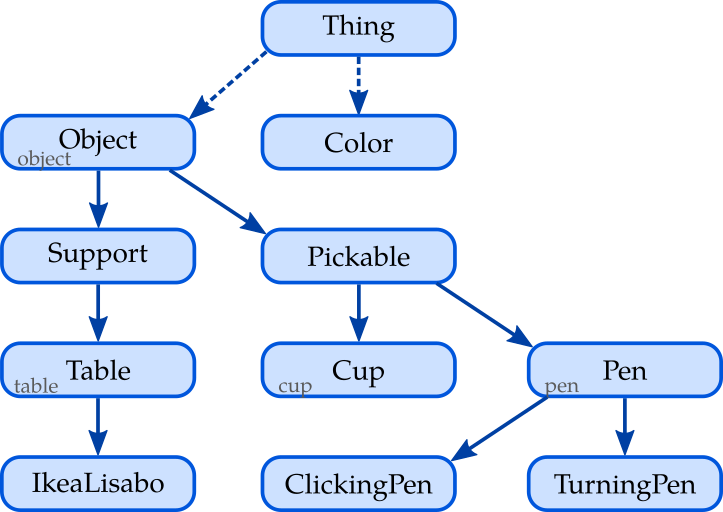 Thing
Object
object
Color
Support
Pickable
Table
table
Cup
cup
Pen
pen
IkeaLisabo
ClickingPen
TurningPen